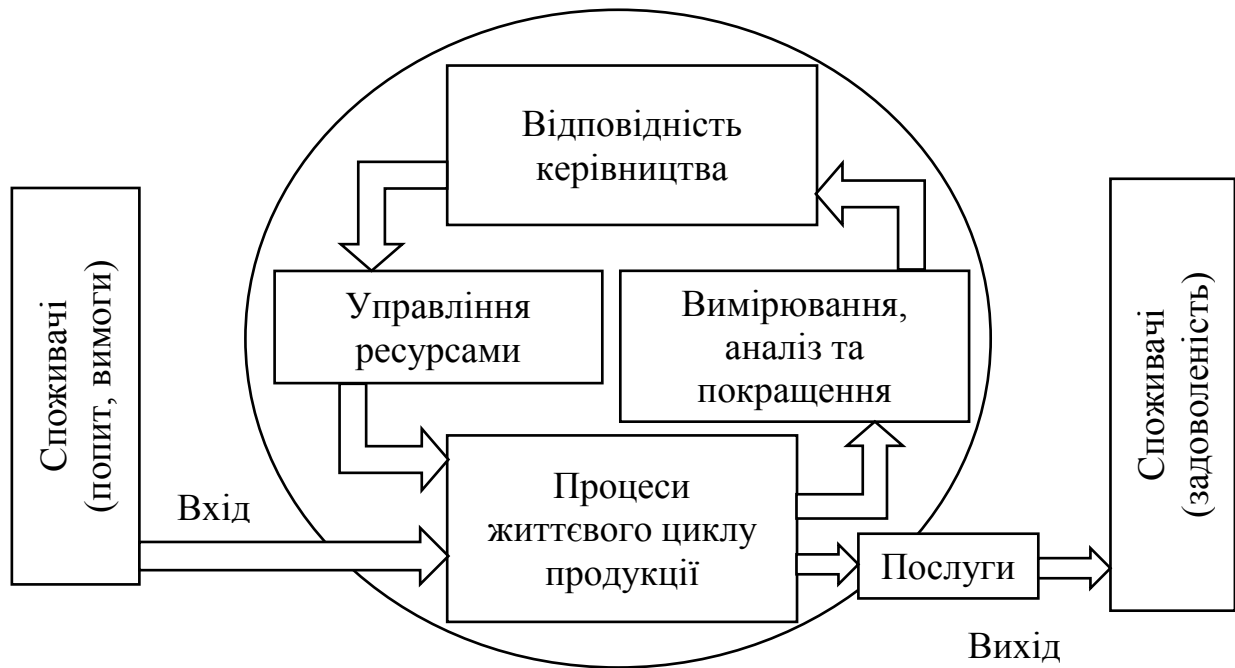 Відповідність
керівництва
Споживачі
(попит, вимоги)
Управління
ресурсами
Вимірювання,
аналіз та
покращення
Споживачі
(задоволеність)
Вхід
Процеси
життєвого циклу
продукції
Послуги
Вихід